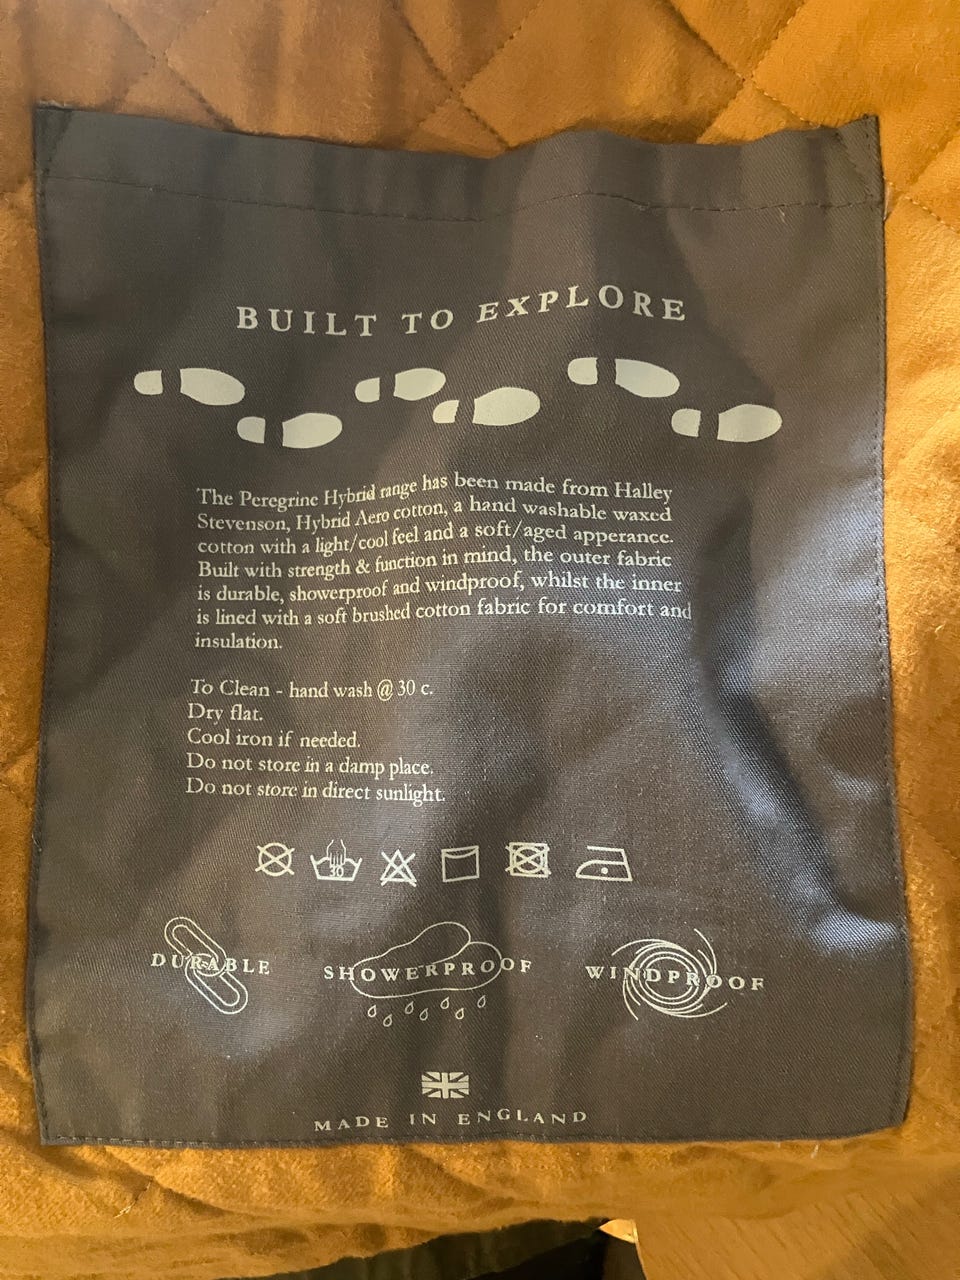 BUILT TO EXPLORE
The Peregrine Hybrid range has been made from Halley
Stevenson, Hybrid Aero cotton, a hand washable waxed
cotton with a light/cool feel and a soft/aged apperance.
Built with strength & function in mind, the outer fabric
is durable, showerproof and windproof, whilst the inner
is lined with a soft brushed cotton fabric for comfort and
insulation.
To Clean - hand wash @ 30 c.
Dry flat.
Cool iron if needed.
Do not store in a damp place.
Do not store in direct sunlight.
30
DURABLE SHOWERPROOF WINDPROOF
MADE IN ENGLAND